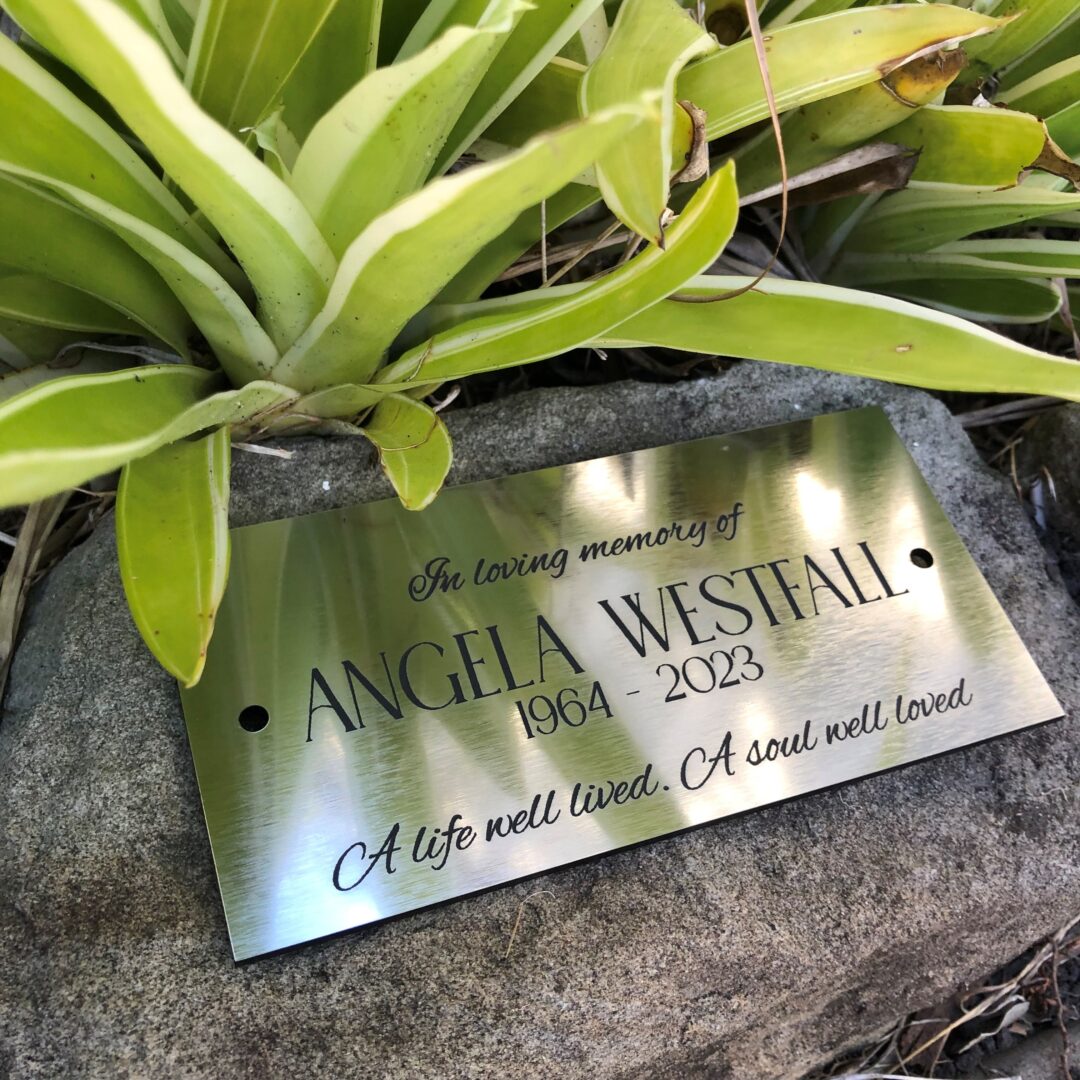 In loving memory of
ANGELA WESTFALL
1964 - 2023
A life well lived. A soul well loved